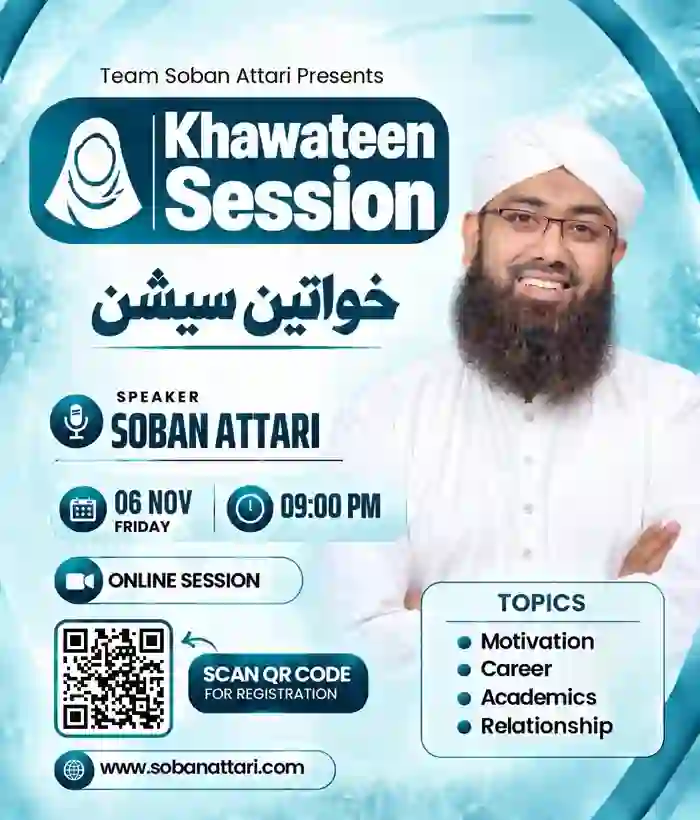 Team Soban Attari Presents
Khawateen
Session
خواتین سیشن
SPEAKER
SOBAN ATTARI
06 NOV
FRIDAY
09:00 PM
ONLINE SESSION
SCAN QR CODE
FOR REGISTRATION
www.sobanattari.com
TOPICS
Motivation
Career
Academics
Relationship